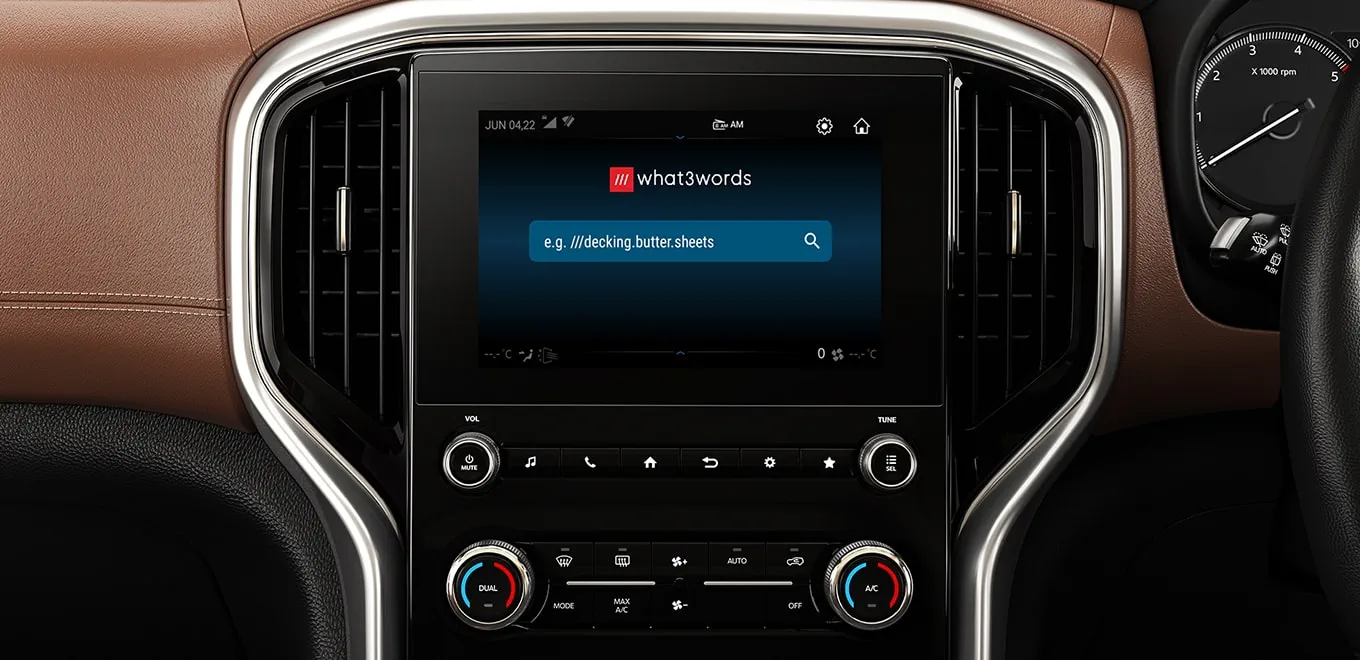 JUN 04,22
AM
what3words
e.g. ///decking.butter.sheets
--.-°C
0
--.-°C
VOL
TUNE
MUTE
SEL
DUAL
AUTO
A/C
MODE
MAX
A/C
OFF
1
2
3
4
5
X 1000 rpm
10
AUTO
PUSH